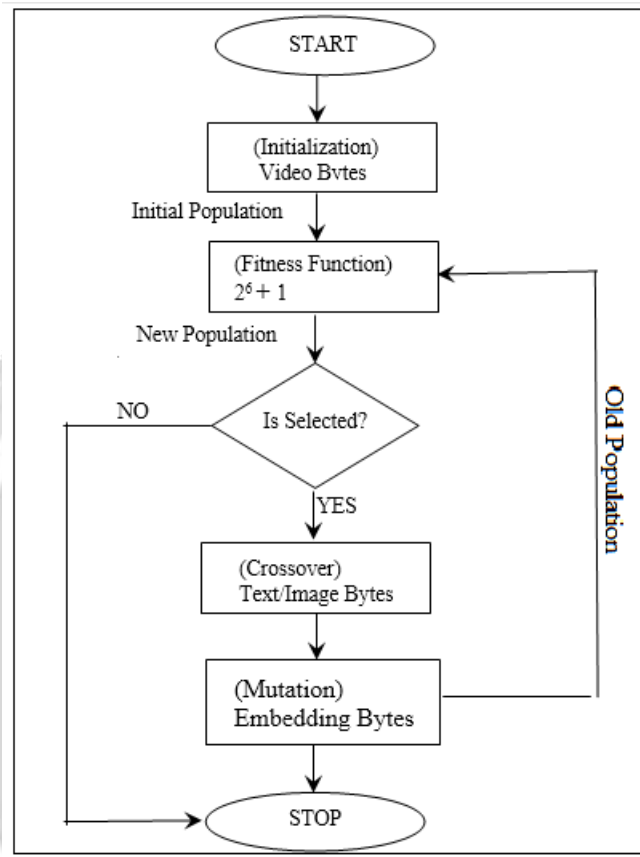 START
(Initialization)
Video Bytes
Initial Population
(Fitness Function)
2⁶ + 1
New Population
Is Selected?
NO
YES
Old Population
(Crossover)
Text/Image Bytes
(Mutation)
Embedding Bytes
STOP